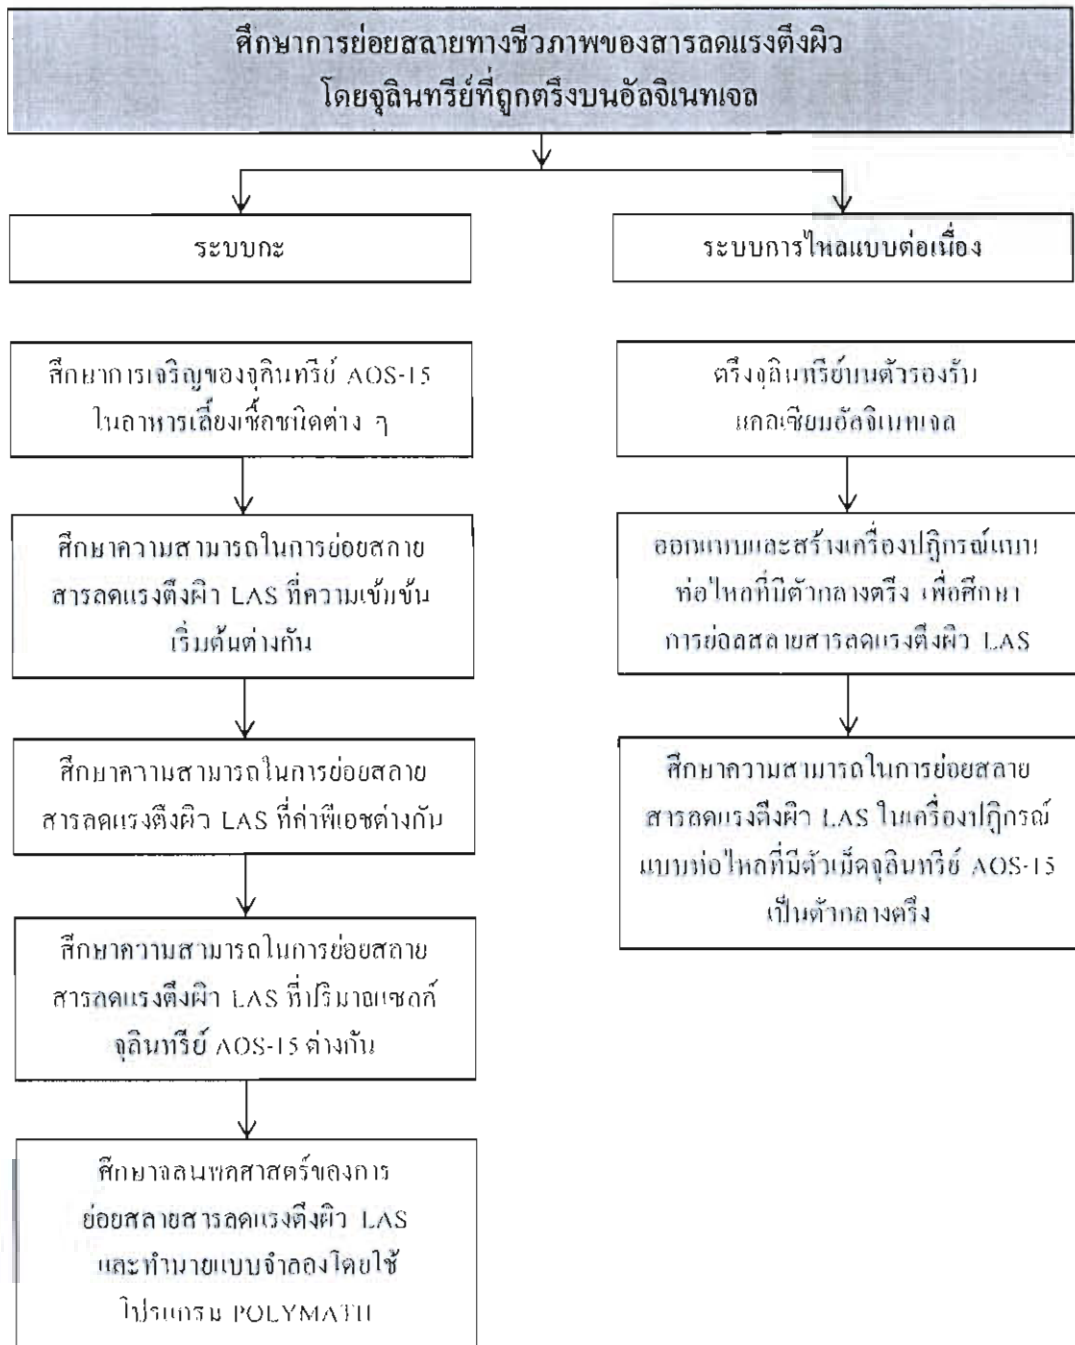 ศึกษาการย่อยสลายทางชีวภาพของสารลดแรงตึงผิว
โดยจุลินทรีย์ที่ถูกตรึงบนอัลจิเนทเจล
ระบบกะ
ศึกษาการเจริญของจุลินทรีย์ AOS-15
ในอาหารเลี้ยงเชื้อชนิดต่าง ๆ
ศึกษาความสามารถในการย่อยสลาย
สารลดแรงตึงผิว LAS ที่ความเข้มข้น
เริ่มต้นต่างกัน
ศึกษาความสามารถในการย่อยสลาย
สารลดแรงตึงผิว LAS ที่ค่าพีเอชต่างกัน
ศึกษาความสามารถในการย่อยสลาย
สารลดแรงตึงผิว LAS ที่ปริมาณเซลล์
จุลินทรีย์ AOS-15 ต่างกัน
ศึกษาจลนพลศาสตร์ของการ
ย่อยสลายสารลดแรงตึงผิว LAS
และทำนายแบบจำลองโดยใช้
โปรแกรม POLYMATH
ระบบการไหลแบบต่อเนื่อง
ตรึงจุลินทรีย์บนตัวรองรับ
แคลเซียมอัลจิเนทเจล
ออกแบบและสร้างเครื่องปฏิกรณ์แบบ
ท่อไหลที่มีตัวกลางตรึง เพื่อศึกษา
การย่อลสลายสารลดแรงตึงผิว LAS
ศึกษาความสามารถในการย่อยสลาย
สารลดแรงตึงผิว LAS ในเครื่องปฏิกรณ์
แบบท่อไหลที่มีตัวเม็ดจุลินทรีย์ AOS-15
เป็นตัวกลางตรึง